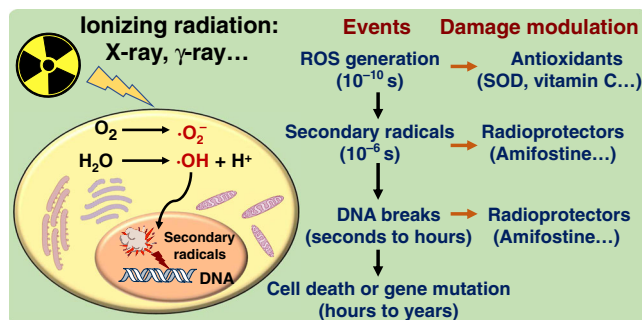 Ionizing radiation:
X-ray, γ-ray...
O₂ → ·O₂⁻
H₂O → ·OH + H⁺
Secondary
radicals
DNA
Events
Damage modulation
ROS generation
(10⁻¹⁰ s)
Antioxidants
(SOD, vitamin C...)
Secondary radicals
(10⁻⁶ s)
Radioprotectors
(Amifostine...)
DNA breaks
(seconds to hours)
Radioprotectors
(Amifostine...)
Cell death or gene mutation
(hours to years)